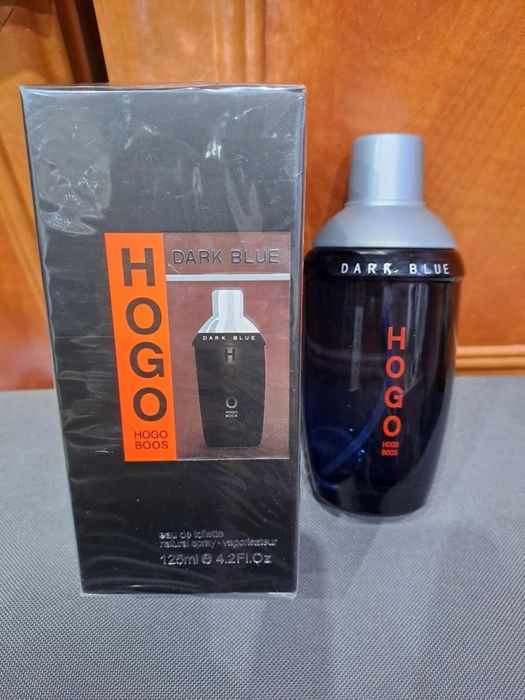 HOGO
HOGO
BOOS
DARK BLUE
DARK BLUE
H O
HOGO
BOOS
eau de toilette
natural spray · vaporisateur
125ml e 4.2Fl.Oz
DARK BLUE
HOGO
HOGO
BOOS